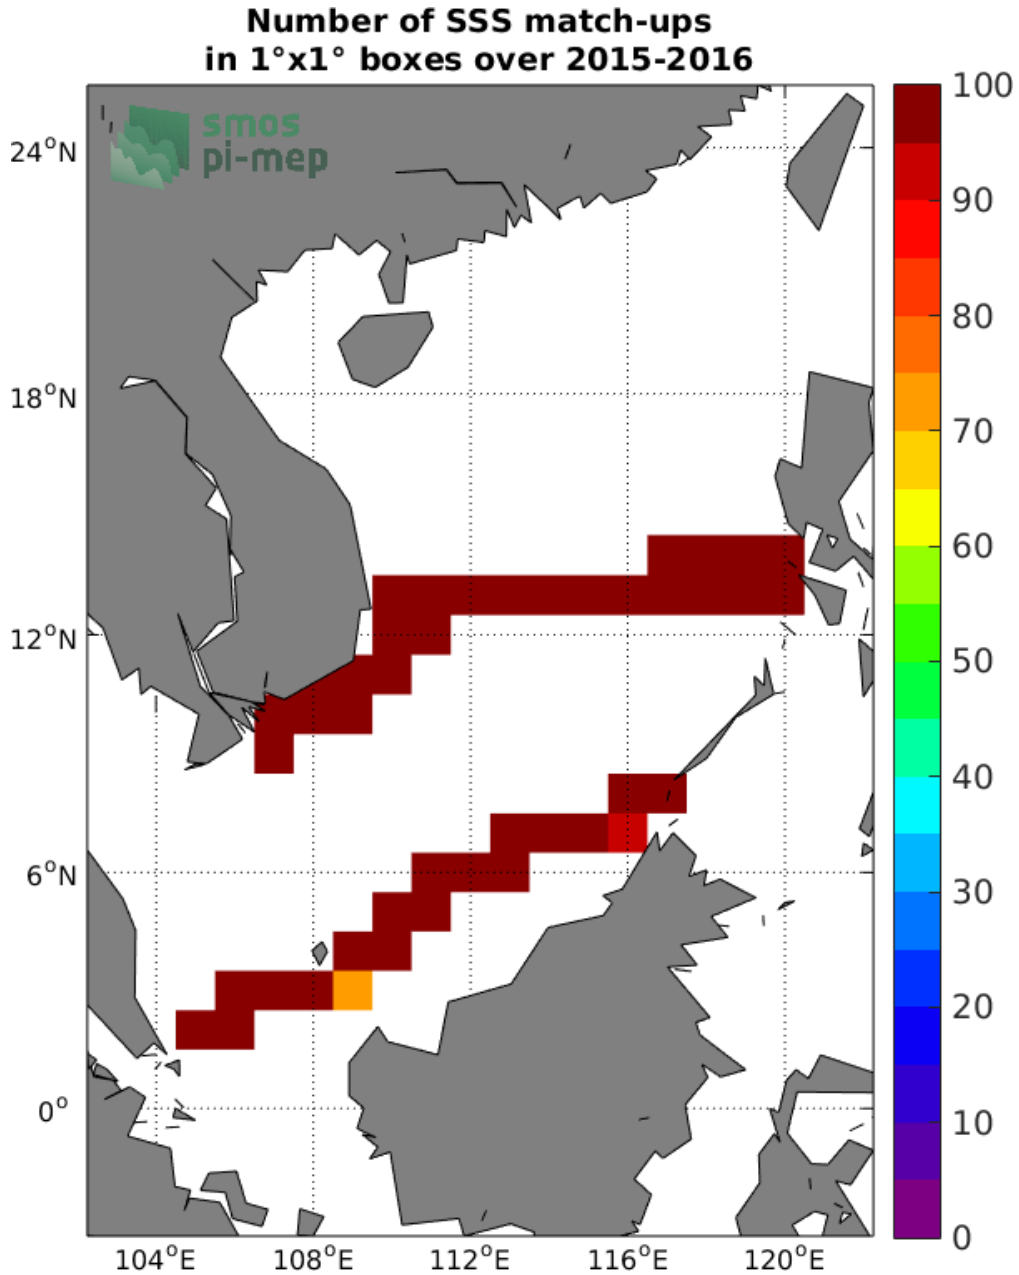 Number of SSS match-ups
in 1°x1° boxes over 2015-2016
smos
pi-mep
24°N
18°N
12°N
6°N
0°
104°E 108°E 112°E 116°E 120°E
100
90
80
70
60
50
40
30
20
10
0